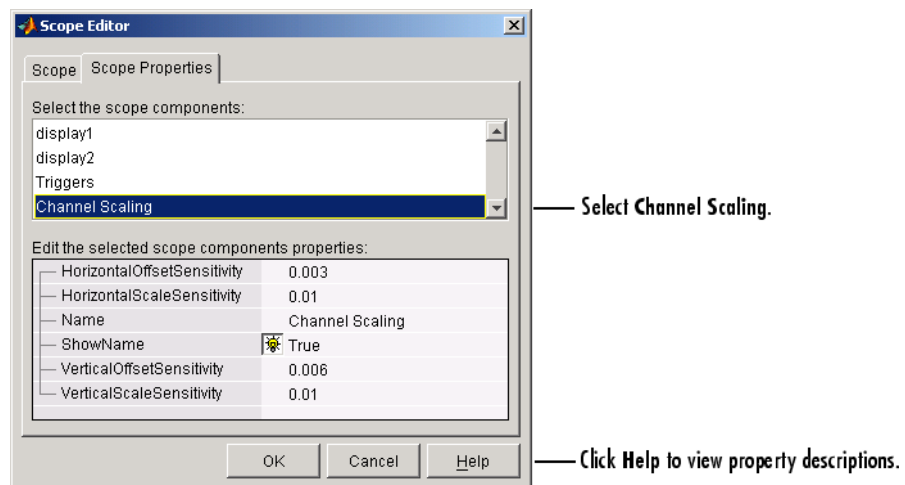 Scope Editor
Scope Scope Properties
Select the scope components:
display1
display2
Triggers
Channel Scaling
Select Channel Scaling.
Edit the selected scope components properties:
HorizontalOffsetSensitivity 0.003
HorizontalScaleSensitivity 0.01
Name Channel Scaling
ShowName True
VerticalOffsetSensitivity 0.006
VerticalScaleSensitivity 0.01
OK Cancel Help
Click Help to view property descriptions.